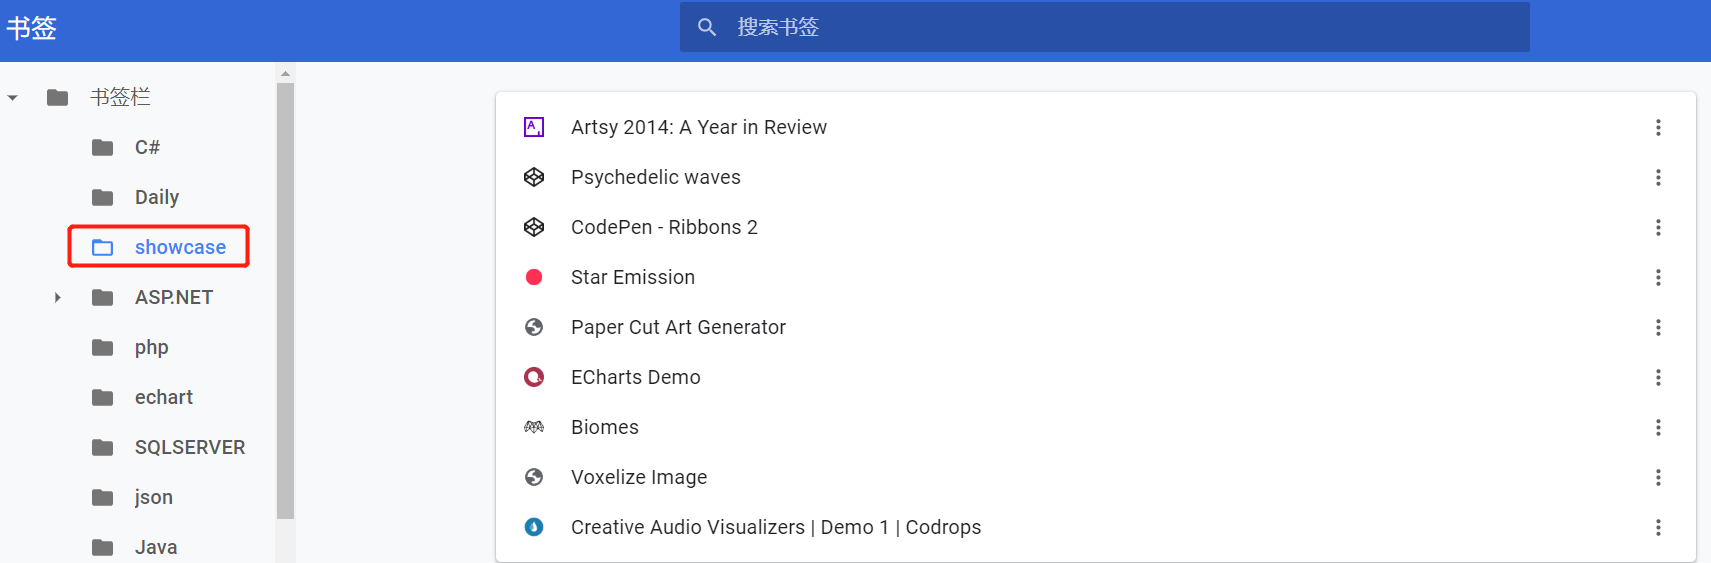 书签
搜索书签
书签栏
C#
Daily
showcase
ASP.NET
php
echart
SQLSERVER
json
Java
Artsy 2014: A Year in Review
Psychedelic waves
CodePen - Ribbons 2
Star Emission
Paper Cut Art Generator
ECharts Demo
Biomes
Voxelize Image
Creative Audio Visualizers | Demo 1 | Codrops